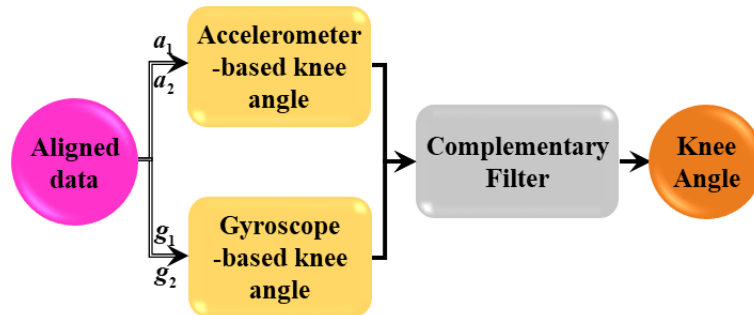 Aligned
data
a1
a2
Accelerometer
-based knee
angle
g1
g2
Gyroscope
-based knee
angle
Complementary
Filter
Knee
Angle